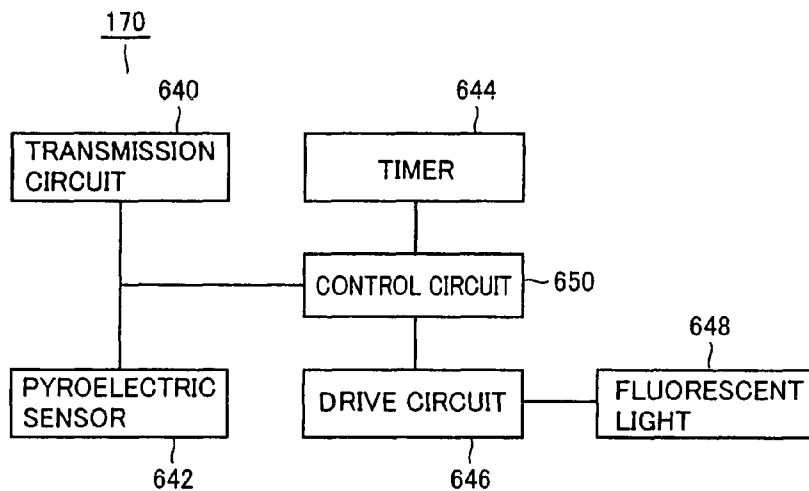 170
640
644
TRANSMISSION
CIRCUIT
TIMER
CONTROL CIRCUIT
650
648
PYROELECTRIC
SENSOR
DRIVE CIRCUIT
FLUORESCENT
LIGHT
642
646